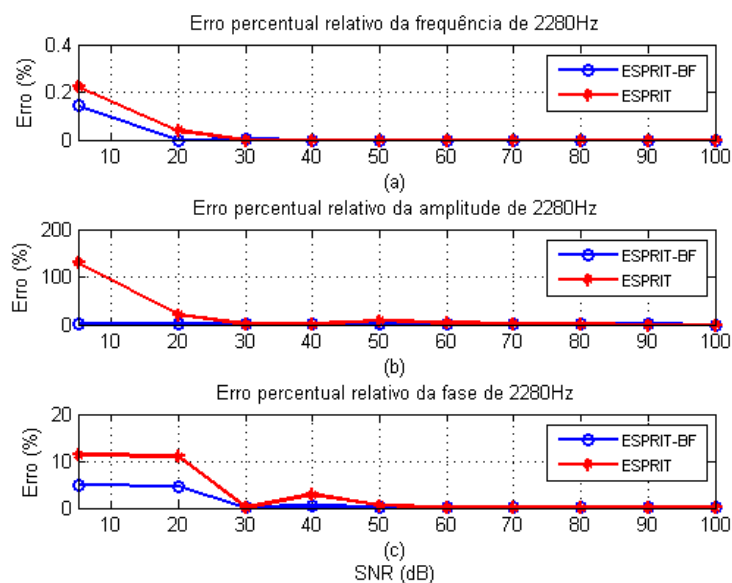 Erro percentual relativo da frequência de 2280Hz
0.4
0.2
0
Erro (%)
ESPRIT-BF
ESPRIT
10 20 30 40 50 60 70 80 90 100
(a)
Erro percentual relativo da amplitude de 2280Hz
200
100
0
Erro (%)
ESPRIT-BF
ESPRIT
10 20 30 40 50 60 70 80 90 100
(b)
Erro percentual relativo da fase de 2280Hz
20
10
0
Erro (%)
ESPRIT-BF
ESPRIT
10 20 30 40 50 60 70 80 90 100
(c)
SNR (dB)